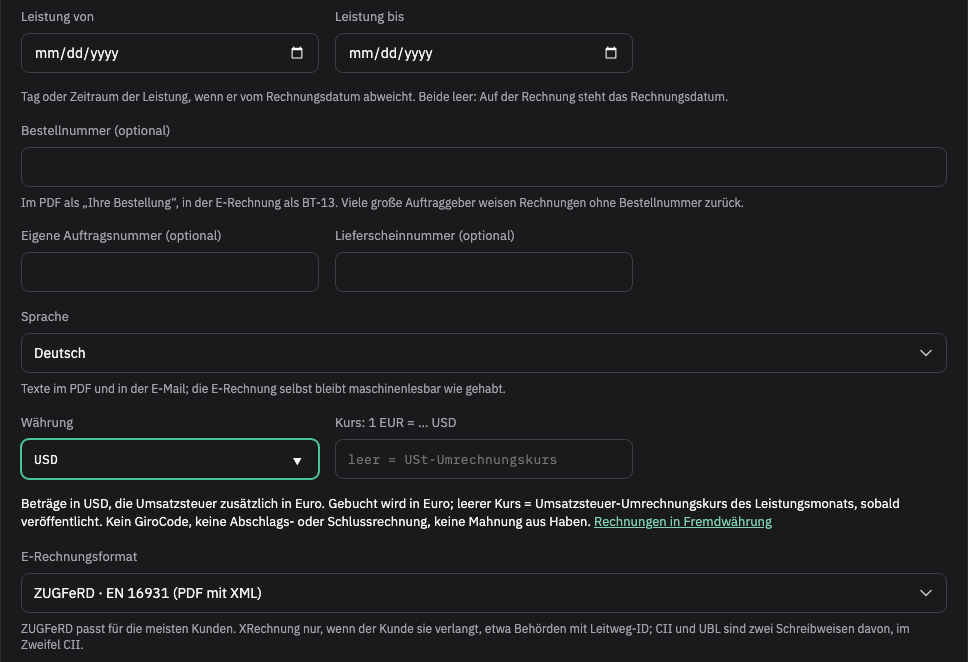 Leistung von
Leistung bis
mm/dd/yyyy
mm/dd/yyyy
Tag oder Zeitraum der Leistung, wenn er vom Rechnungsdatum abweicht. Beide leer: Auf der Rechnung steht das Rechnungsdatum.
Bestellnummer (optional)
Im PDF als „Ihre Bestellung“, in der E-Rechnung als BT-13. Viele große Auftraggeber weisen Rechnungen ohne Bestellnummer zurück.
Eigene Auftragsnummer (optional)
Lieferscheinnummer (optional)
Sprache
Deutsch
Texte im PDF und in der E-Mail; die E-Rechnung selbst bleibt maschinenlesbar wie gehabt.
Währung
Kurs: 1 EUR = … USD
USD
leer = USt-Umrechnungskurs
Beträge in USD, die Umsatzsteuer zusätzlich in Euro. Gebucht wird in Euro; leerer Kurs = Umsatzsteuer-Umrechnungskurs des Leistungsmonats, sobald
veröffentlicht. Kein GiroCode, keine Abschlags- oder Schlussrechnung, keine Mahnung aus Haben. Rechnungen in Fremdwährung
E-Rechnungsformat
ZUGFeRD · EN 16931 (PDF mit XML)
ZUGFeRD passt für die meisten Kunden. XRechnung nur, wenn der Kunde sie verlangt, etwa Behörden mit Leitweg-ID; CII und UBL sind zwei Schreibweisen davon, im
Zweifel CII.